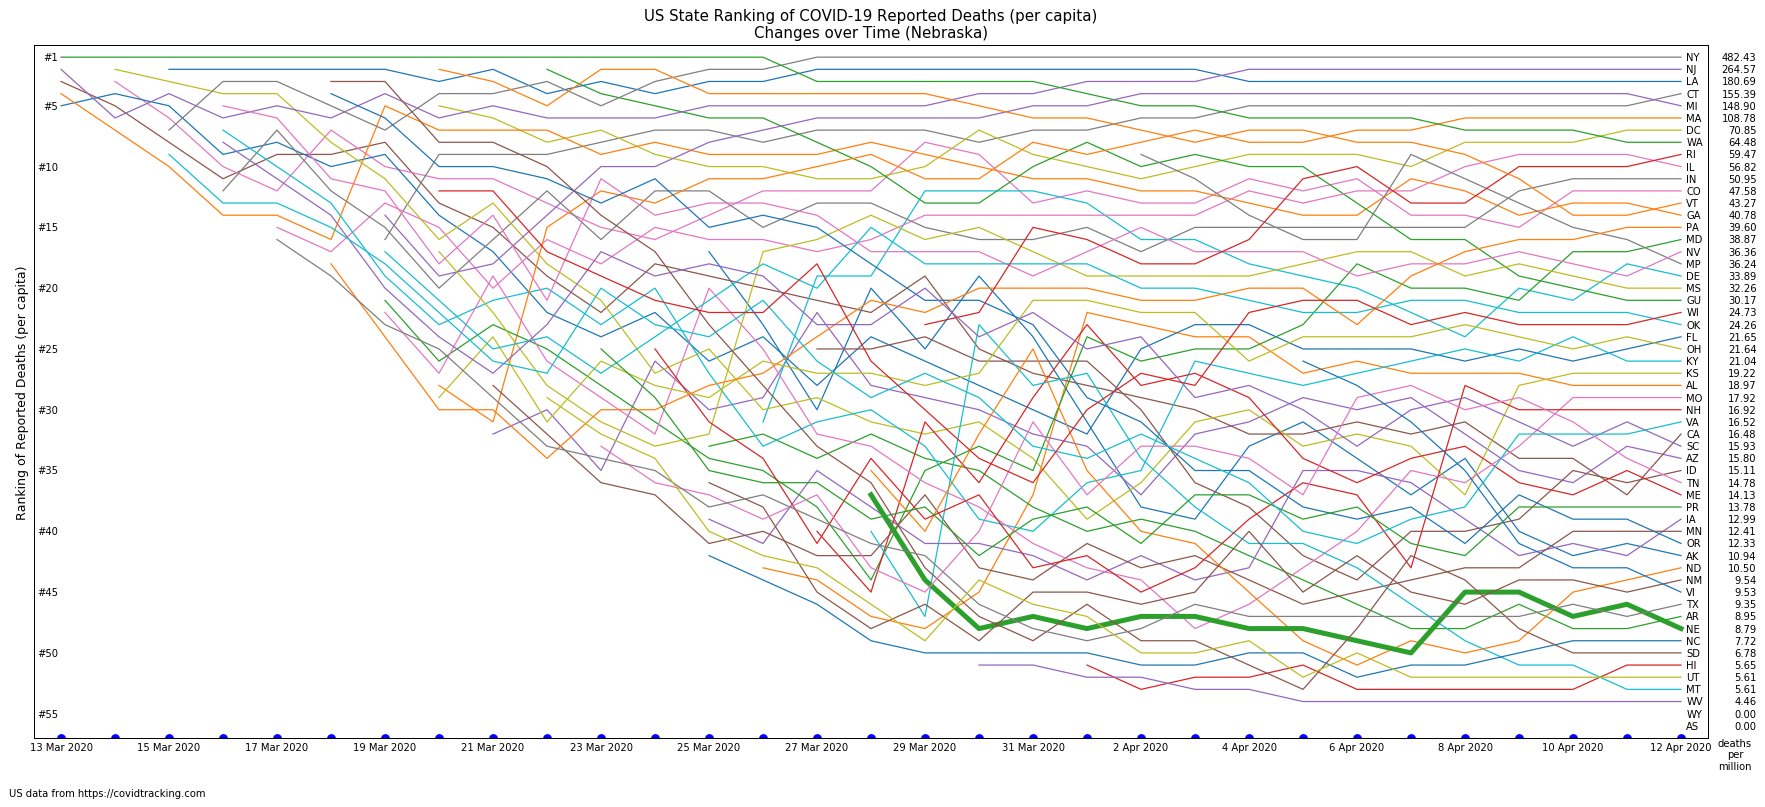 US State Ranking of COVID-19 Reported Deaths (per capita)
Changes over Time (Nebraska)
Ranking of Reported Deaths (per capita)
#1
#5
#10
#15
#20
#25
#30
#35
#40
#45
#50
#55
NY 482.43
NJ 264.57
LA 180.69
CT 155.39
MI 148.90
MA 108.78
DC 70.85
WA 64.48
RI 59.47
IL 56.82
IN 50.95
CO 47.58
VT 43.27
GA 40.78
PA 39.60
MD 38.87
NV 36.36
MP 36.24
DE 33.89
MS 32.26
GU 30.17
WI 24.73
OK 24.26
FL 21.65
OH 21.64
KY 21.04
KS 19.22
AL 18.97
MO 17.92
NH 16.92
VA 16.52
CA 16.48
SC 15.93
AZ 15.80
ID 15.11
TN 14.78
ME 14.13
PR 13.78
IA 12.99
MN 12.41
OR 12.33
AK 10.94
ND 10.50
NM 9.54
VI 9.53
TX 9.35
AR 8.95
NE 8.79
NC 7.72
SD 6.78
HI 5.65
UT 5.61
MT 5.61
WV 4.46
WY 0.00
AS 0.00
13 Mar 2020 15 Mar 2020 17 Mar 2020 19 Mar 2020 21 Mar 2020 23 Mar 2020 25 Mar 2020 27 Mar 2020 29 Mar 2020 31 Mar 2020 2 Apr 2020 4 Apr 2020 6 Apr 2020 8 Apr 2020 10 Apr 2020 12 Apr 2020
deaths
per
million
US data from https://covidtracking.com